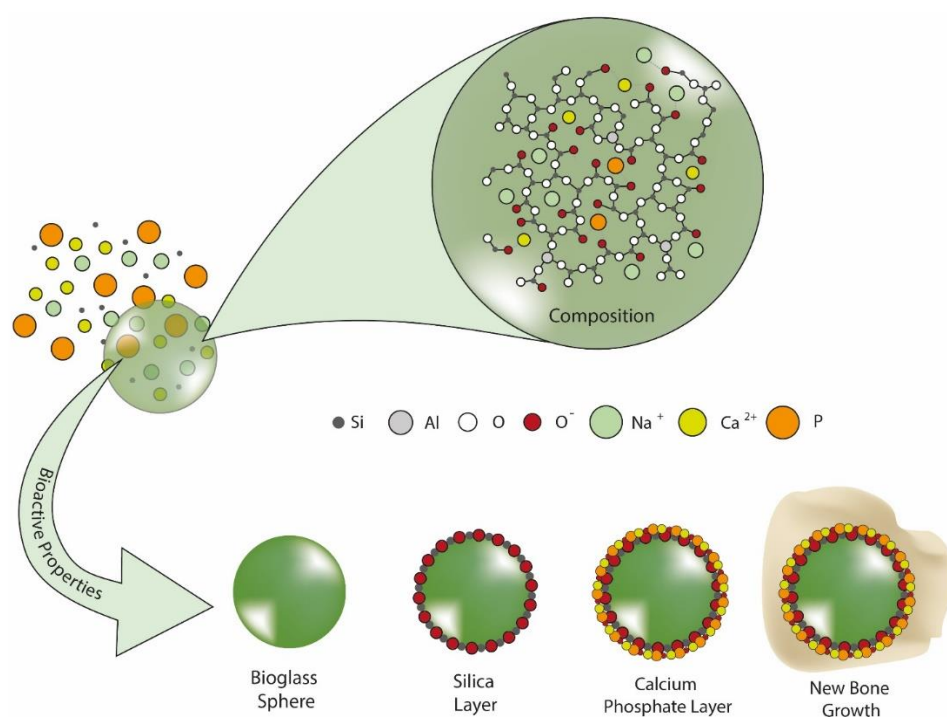 Composition
Si Al O O⁻ Na⁺ Ca²⁺ P
Bioactive Properties
Bioglass
Sphere
Silica
Layer
Calcium
Phosphate Layer
New Bone
Growth